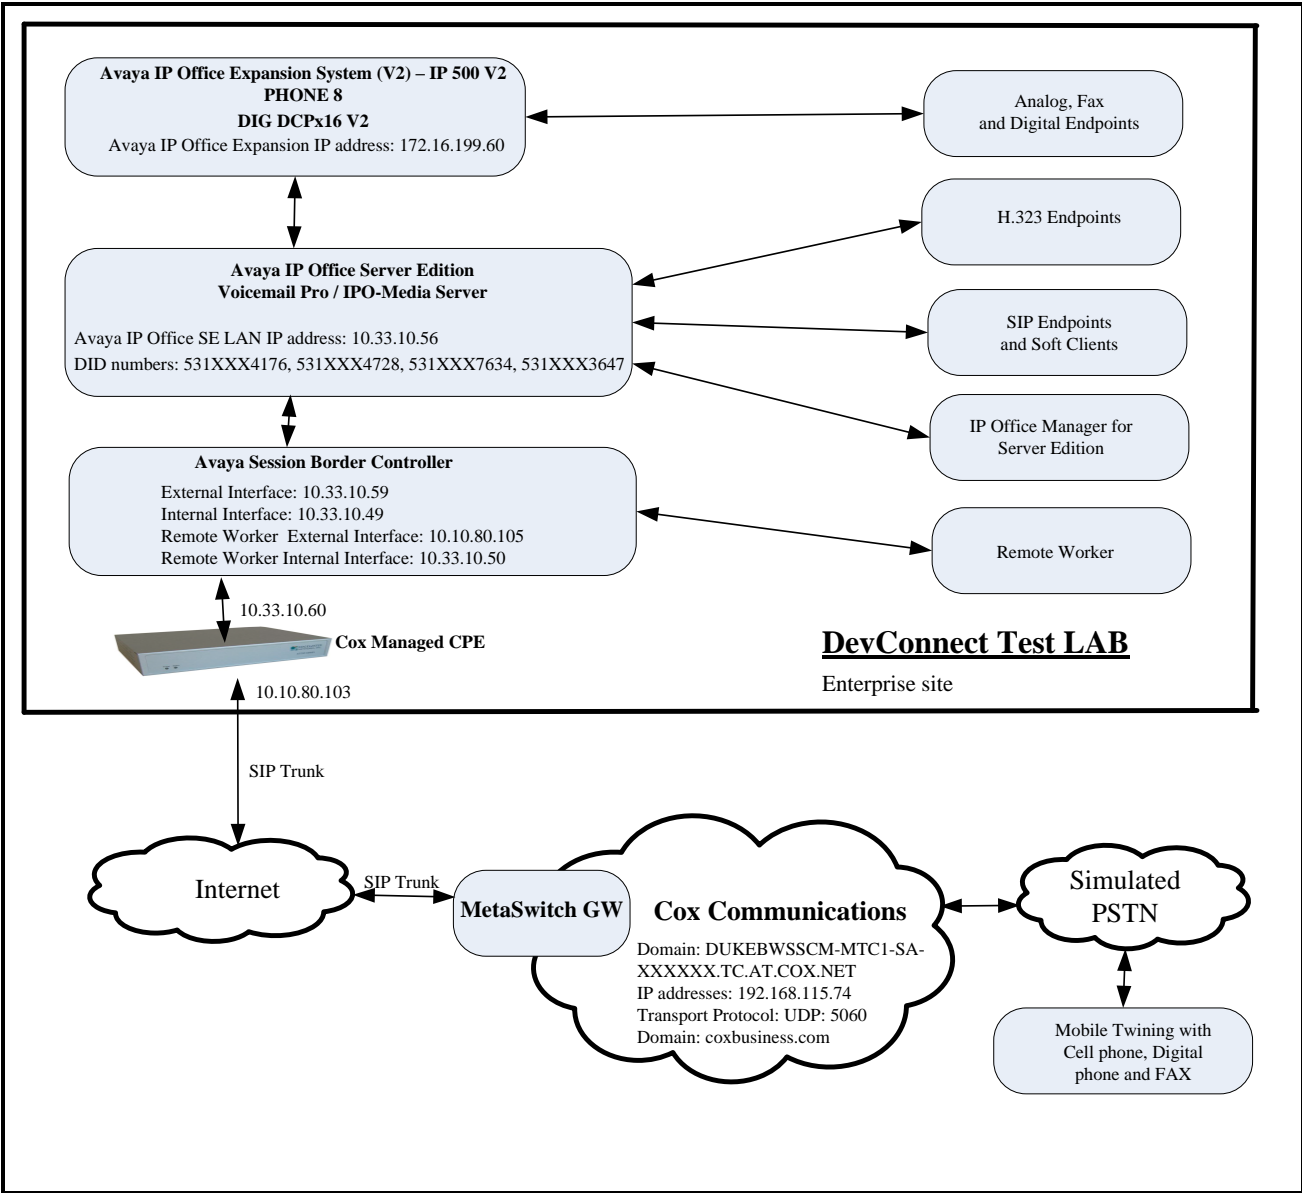 Avaya IP Office Expansion System (V2) – IP 500 V2
PHONE 8
DIG DCPx16 V2
Avaya IP Office Expansion IP address: 172.16.199.60
Analog, Fax
and Digital Endpoints
H.323 Endpoints
Avaya IP Office Server Edition
Voicemail Pro / IPO-Media Server
Avaya IP Office SE LAN IP address: 10.33.10.56
DID numbers: 531XXX4176, 531XXX4728, 531XXX7634, 531XXX3647
SIP Endpoints
and Soft Clients
IP Office Manager for
Server Edition
Avaya Session Border Controller
External Interface: 10.33.10.59
Internal Interface: 10.33.10.49
Remote Worker  External Interface: 10.10.80.105
Remote Worker Internal Interface: 10.33.10.50
Remote Worker
10.33.10.60
Cox Managed CPE
10.10.80.103
DevConnect Test LAB
Enterprise site
SIP Trunk
Internet
SIP Trunk
MetaSwitch GW
Cox Communications
Domain: DUKEBWSSCM-MTC1-SA-
XXXXXX.TC.AT.COX.NET
IP addresses: 192.168.115.74
Transport Protocol: UDP: 5060
Domain: coxbusiness.com
Simulated
PSTN
Mobile Twining with
Cell phone, Digital
phone and FAX